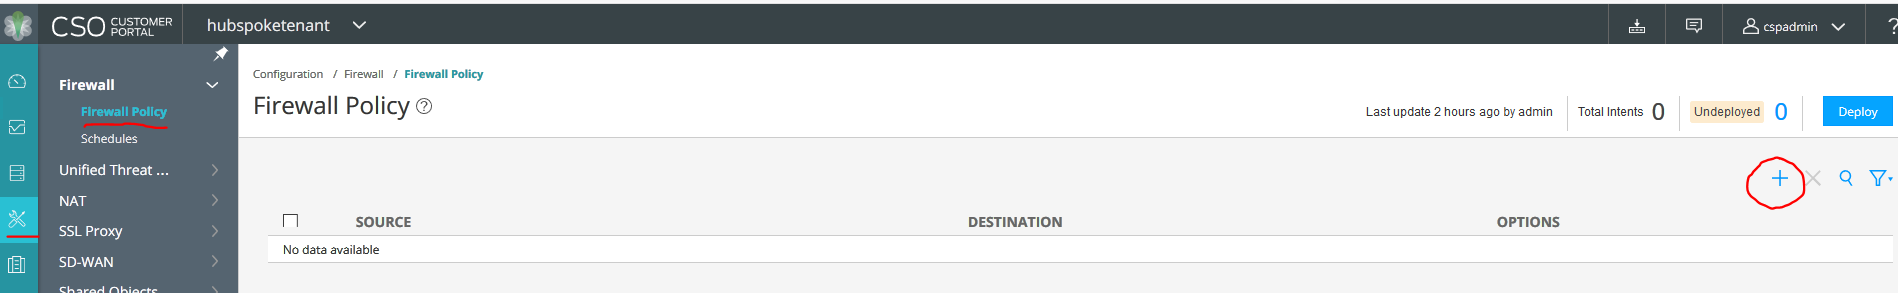 CSO CUSTOMER PORTAL hubspoketenant cspadmin ?
Firewall
Firewall Policy
Schedules
Unified Threat ...
NAT
SSL Proxy
SD-WAN
Shared Objects
Configuration / Firewall / Firewall Policy
Firewall Policy ?
Last update 2 hours ago by admin Total Intents 0 Undeployed 0 Deploy
SOURCE DESTINATION OPTIONS
No data available